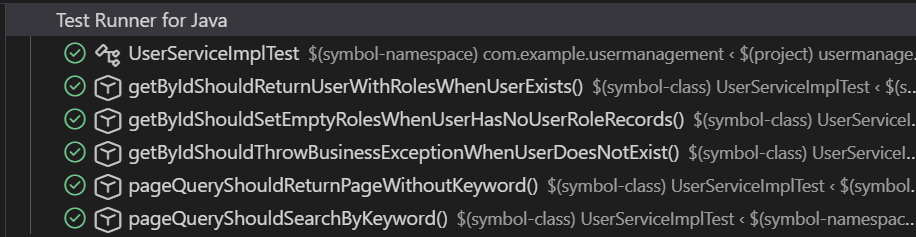 Test Runner for Java
UserServiceImplTest $(symbol-namespace) com.example.usermanagement ‹ $(project) usermanage...
getByIdShouldReturnUserWithRolesWhenUserExists() $(symbol-class) UserServiceImplTest ‹ $(s...
getByIdShouldSetEmptyRolesWhenUserHasNoUserRoleRecords() $(symbol-class) UserServiceI...
getByIdShouldThrowBusinessExceptionWhenUserDoesNotExist() $(symbol-class) UserServiceI...
pageQueryShouldReturnPageWithoutKeyword() $(symbol-class) UserServiceImplTest ‹ $(symbol...
pageQueryShouldSearchByKeyword() $(symbol-class) UserServiceImplTest ‹ $(symbol-namespac...